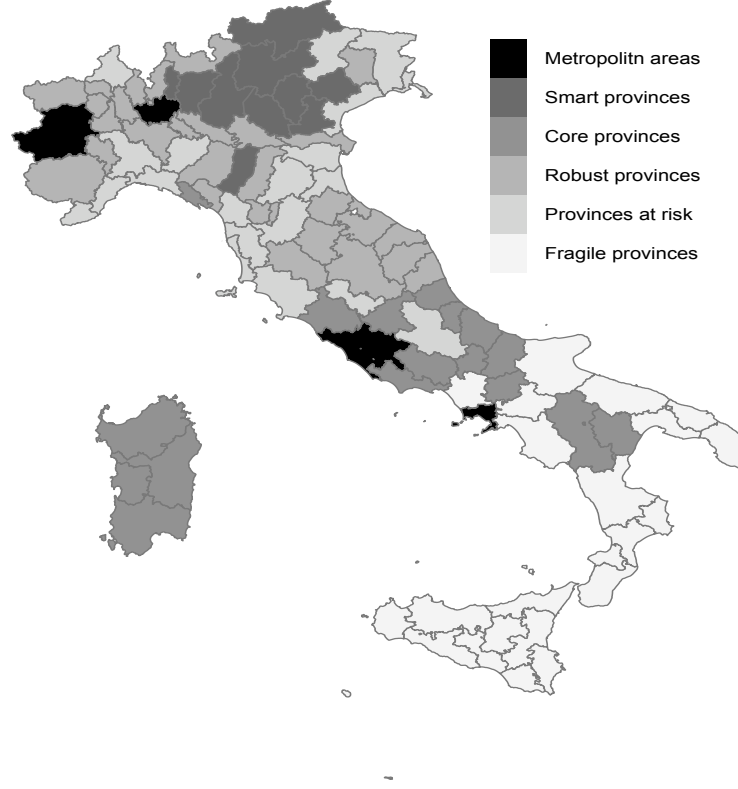 Metropolitn areas
Smart provinces
Core provinces
Robust provinces
Provinces at risk
Fragile provinces